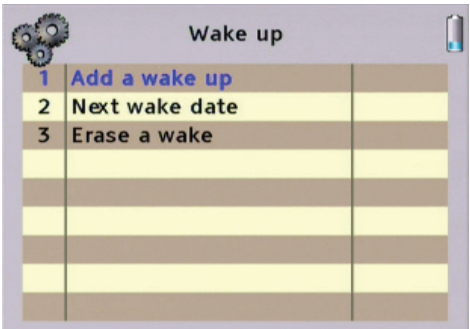 Wake up
1 Add a wake up
2 Next wake date
3 Erase a wake